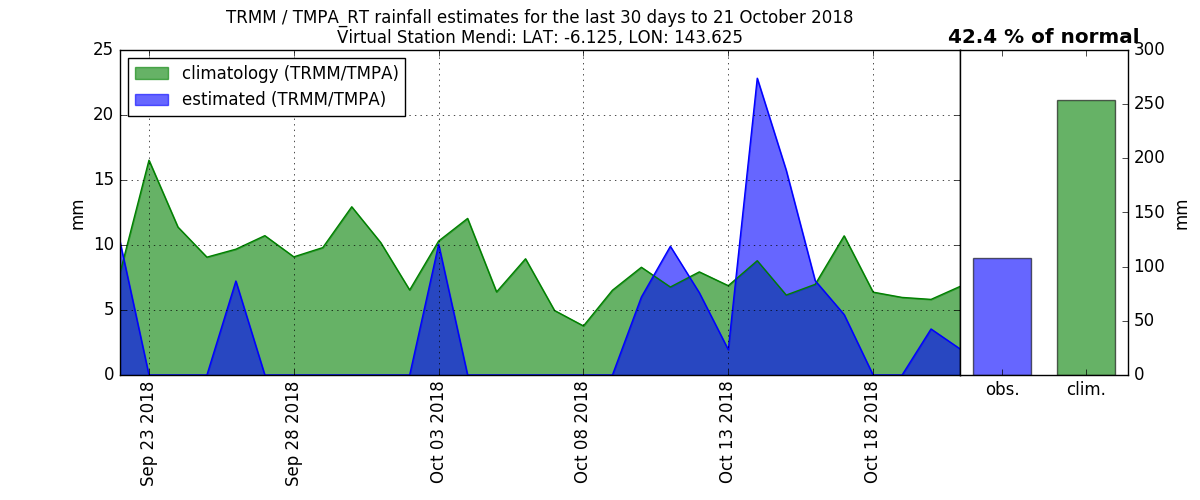 TRMM / TMPA_RT rainfall estimates for the last 30 days to 21 October 2018
Virtual Station Mendi: LAT: -6.125, LON: 143.625
42.4 % of normal
climatology (TRMM/TMPA)
estimated (TRMM/TMPA)
25
20
15
10
5
0
mm
Sep 23 2018
Sep 28 2018
Oct 03 2018
Oct 08 2018
Oct 13 2018
Oct 18 2018
300
250
200
150
100
50
0
mm
obs.
clim.